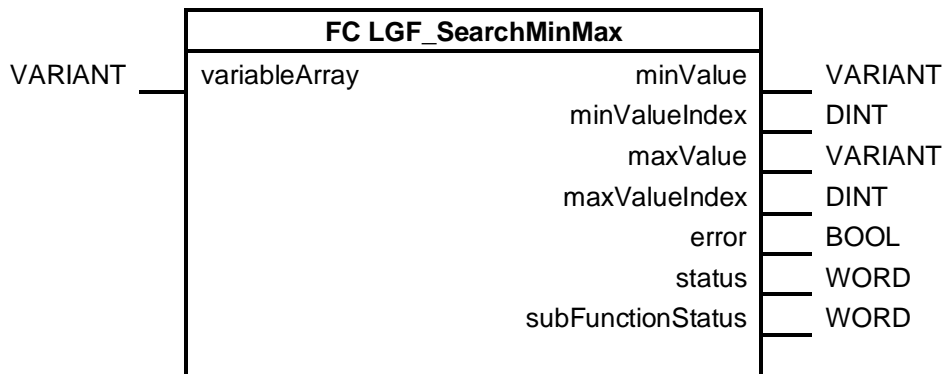 FC LGF_SearchMinMax
VARIANT variableArray minValue VARIANT
minValueIndex DINT
maxValue VARIANT
maxValueIndex DINT
error BOOL
status WORD
subFunctionStatus WORD